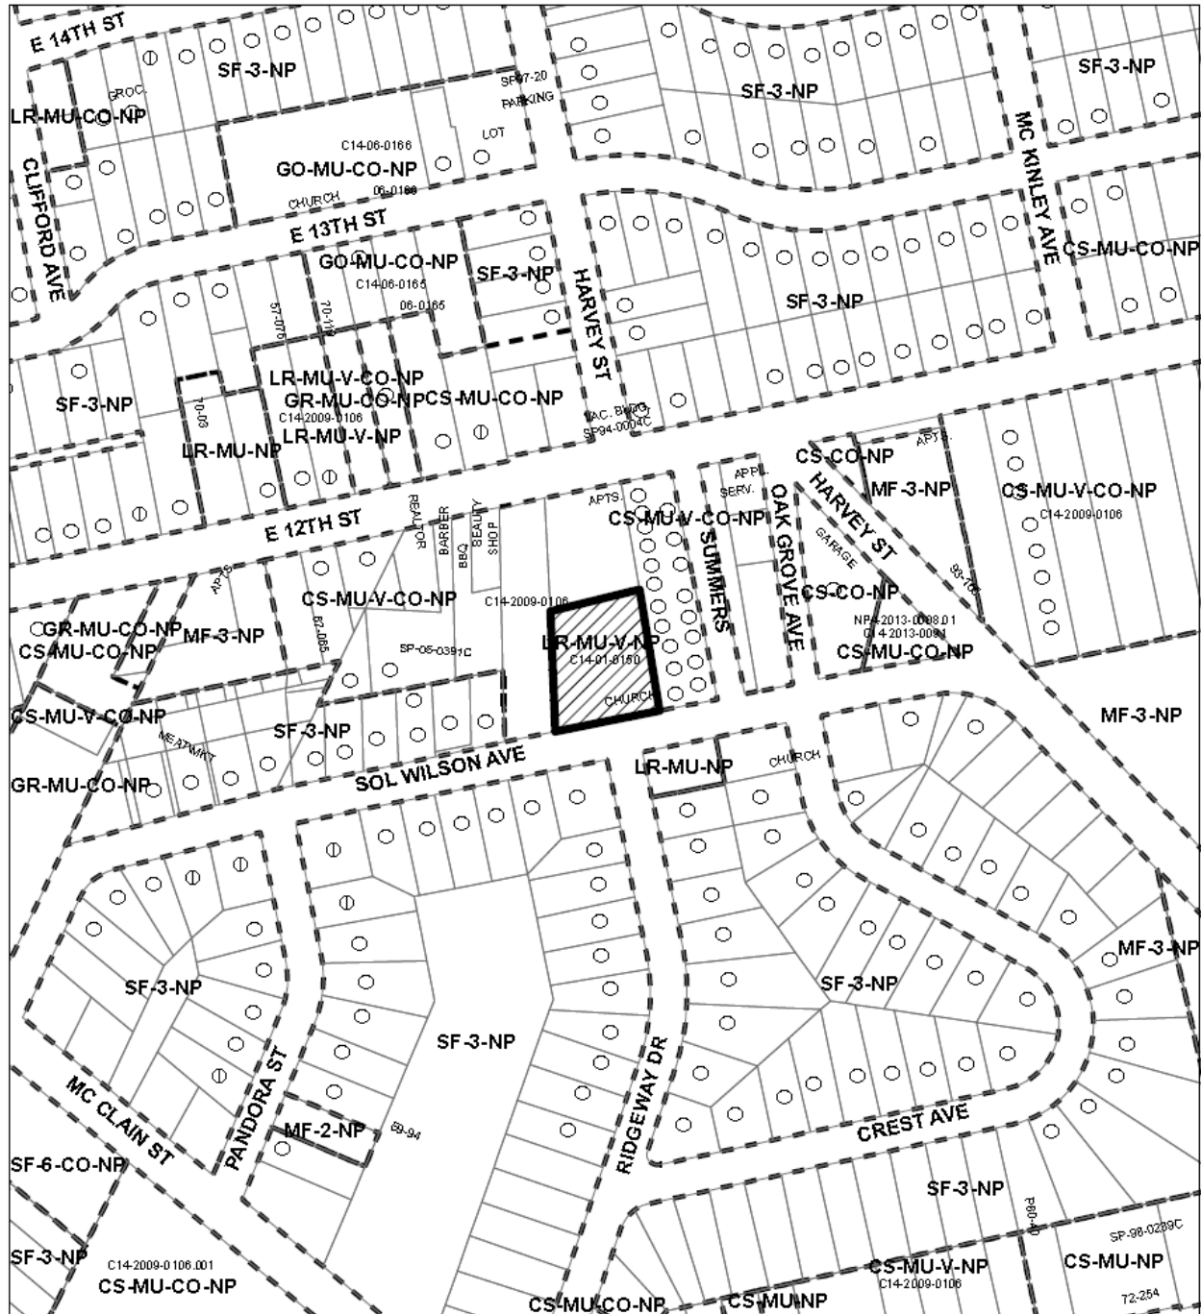 E 14TH ST
SF-3-NP
GROC.
LR-MU-CO-NP
SP97-20
PARKING
LOT
SF-3-NP
SF-3-NP
C14-06-0166
GO-MU-CO-NP
CHURCH
CLIFFORD AVE
HARVEY ST
MC KINLEY AVE
E 13TH ST
GO-MU-CO-NP
C14-06-0165
06-0165
SF-3-NP
HARVEY ST
CS-MU-CO-NP
SF-3-NP
57-076
LR-MU-V-CO-NP
GR-MU-CO-NP
CS-MU-CO-NP
C14-2009-0106
LR-MU-V-NP
SF-3-NP
70-03
LR-MU-NP
SP94-0004C
E 12TH ST
REALTOR
BARBER
BBQ
BEAUTY
SHOP
APTS.
CS-MU-V-CO-NP
SUMMERS
APPL.
SERV.
OAK GROVE AVE
CS-CO-NP
HARVEY ST
GARAGE
MF-3-NP
APTS.
CS-MU-V-CO-NP
C14-2009-0106
CS-CO-NP
NPA-2013-0008.01
C14-2013-0091
CS-MU-CO-NP
APTS.
CS-MU-V-CO-NP
C14-2009-0106
GR-MU-CO-NP
CS-MU-CO-NP
MF-3-NP
LR-MU-V-NP
C14-01-0150
CHURCH
CS-MU-V-CO-NP
SF-3-NP
MEAT MKT
GR-MU-CO-NP
SOL WILSON AVE
LR-MU-NP
CHURCH
MF-3-NP
SF-3-NP
PANDORA ST
MC CLAIN ST
SF-3-NP
RIDGEWAY DR
SF-3-NP
MF-3-NP
MF-2-NP
69-94
CREST AVE
SF-6-CO-NP
SF-3-NP
C14-2009-0106.001
CS-MU-CO-NP
SF-3-NP
SP-98-0289C
CS-MU-V-NP
C14-2009-0106
CS-MU-NP
72-254
CS-MU-CO-NP
CS-MU-NP